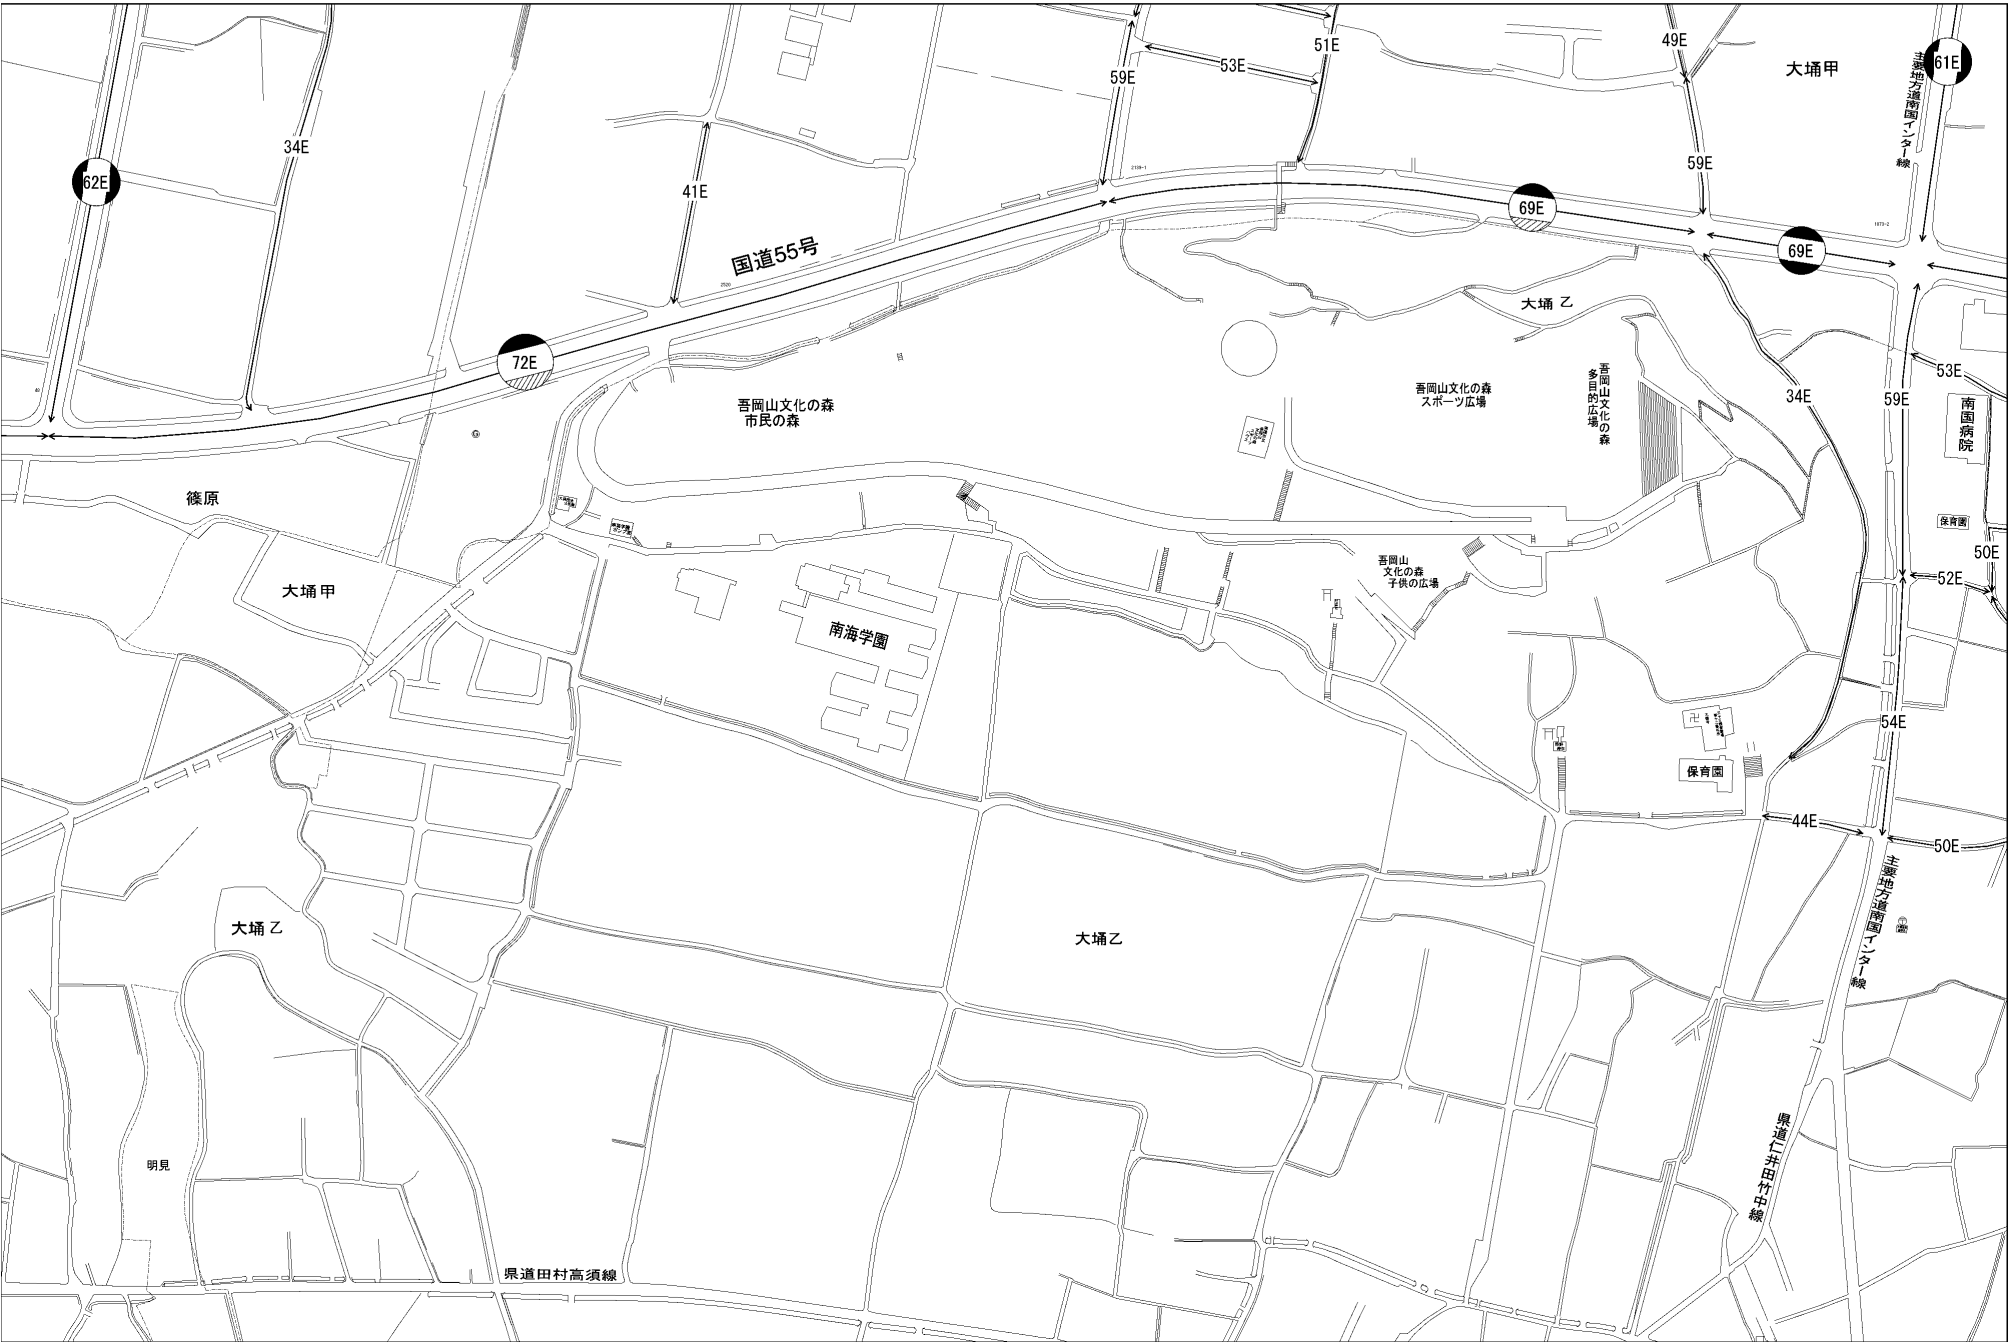 51E
49E
61E
53E
59E
大埇甲
主要地方道南国インター線
34E
59E
62E
41E
69E
69E
国道55号
大埇 乙
72E
53E
34E
59E
吾岡山文化の森
市民の森
吾岡山文化の森
スポーツ広場
吾岡山文化の森
多目的広場
南国病院
篠原
保育園
50E
52E
大埇甲
吾岡山
文化の森
子供の広場
南海学園
54E
保育園
44E
50E
大埇 乙
大埇乙
主要地方道南国インター線
明見
県道仁井田竹中線
県道田村高須線